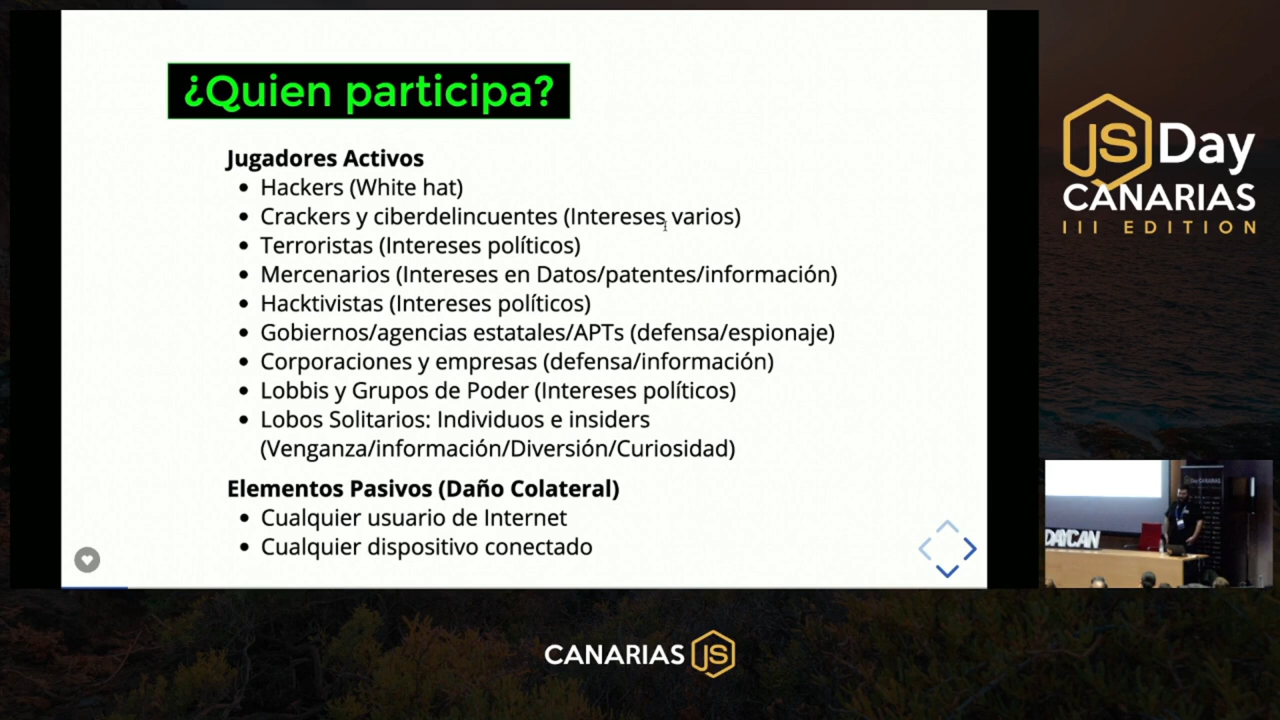 ¿Quien participa?
Jugadores Activos
Hackers (White hat)
Crackers y ciberdelincuentes (Intereses varios)
Terroristas (Intereses políticos)
Mercenarios (Intereses en Datos/patentes/información)
Hacktivistas (Intereses políticos)
Gobiernos/agencias estatales/APTs (defensa/espionaje)
Corporaciones y empresas (defensa/información)
Lobbis y Grupos de Poder (Intereses políticos)
Lobos Solitarios: Individuos e insiders
(Venganza/información/Diversión/Curiosidad)
Elementos Pasivos (Daño Colateral)
Cualquier usuario de Internet
Cualquier dispositivo conectado
JS Day
CANARIAS
III EDITION
Day CANARIAS
DAYCAN
CANARIAS JS